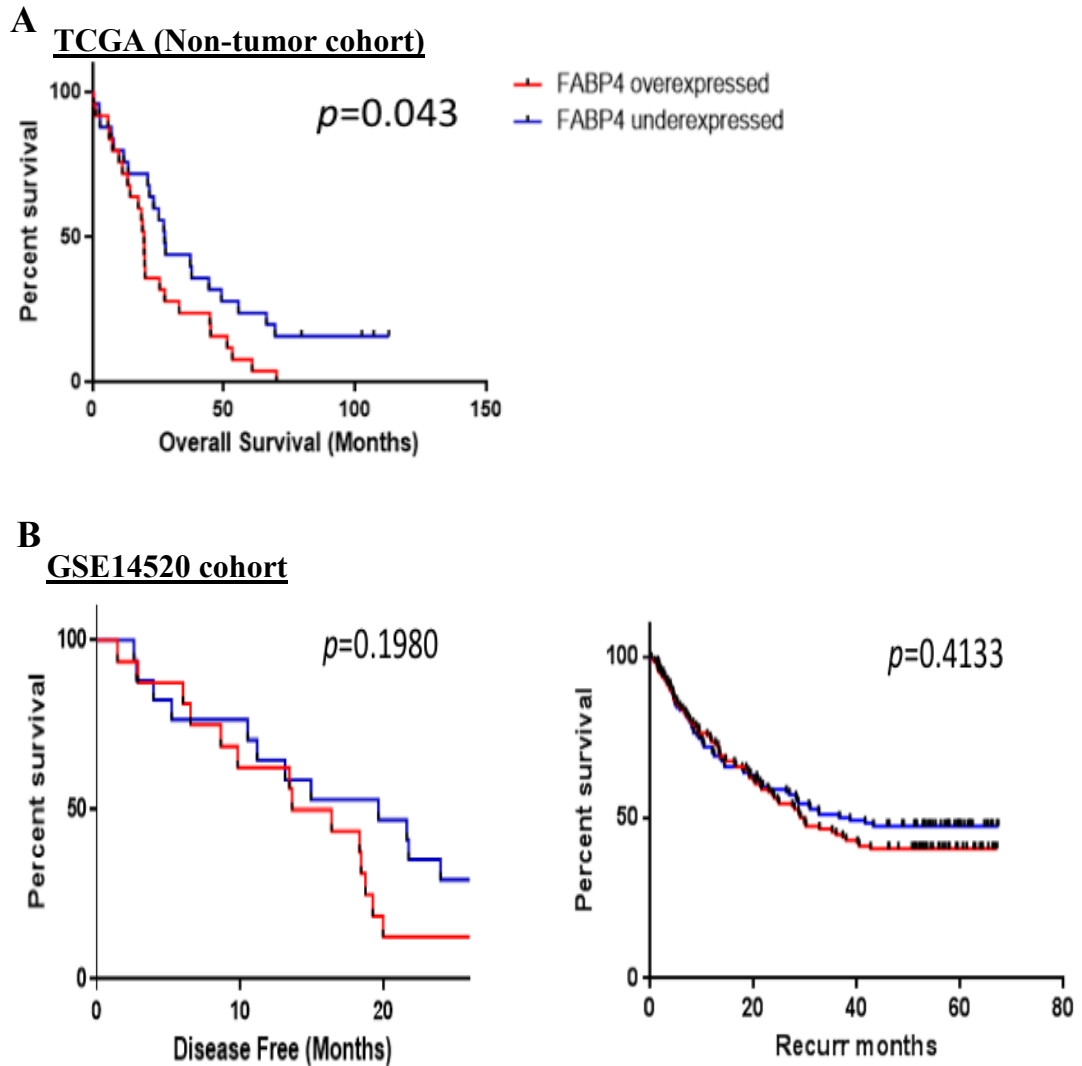 A
TCGA (Non-tumor cohort)
p=0.043
FABP4 overexpressed
FABP4 underexpressed
100
50
0
Percent survival
0 50 100 150
Overall Survival (Months)
B
GSE14520 cohort
p=0.1980
100
50
0
Percent survival
0 10 20
Disease Free (Months)
p=0.4133
100
50
0
Percent survival
0 20 40 60 80
Recurr months